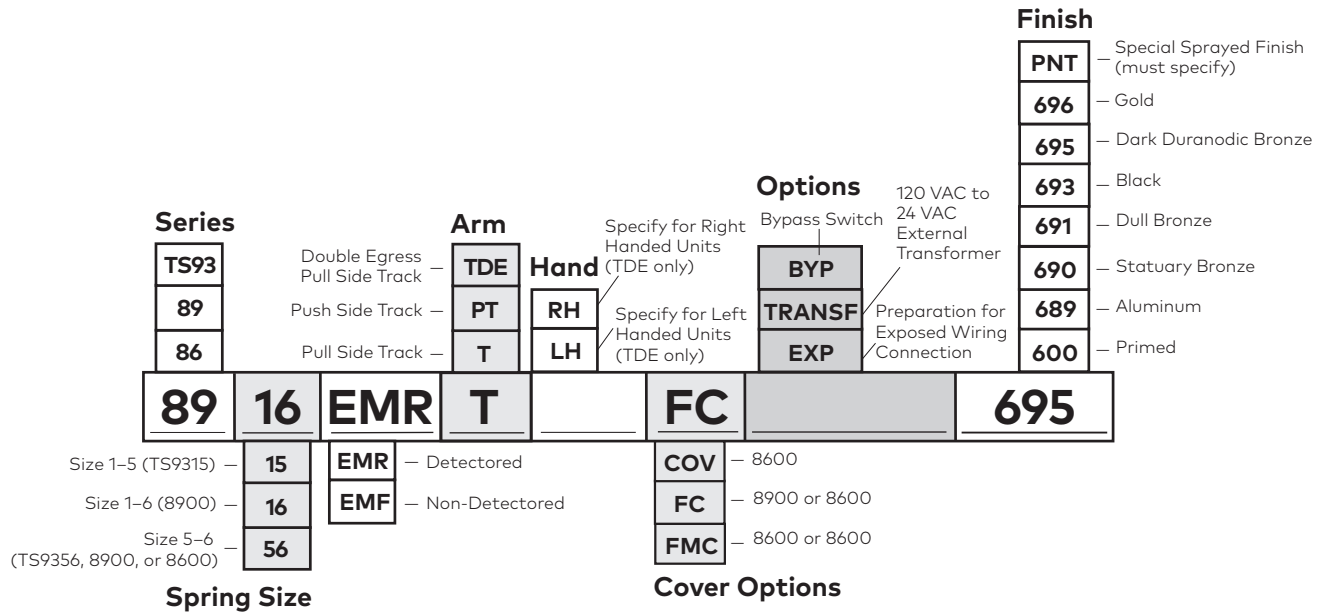 Finish
PNT
Special Sprayed Finish
(must specify)
696
Gold
695
Dark Duranodic Bronze
693
Black
691
Dull Bronze
690
Statuary Bronze
689
Aluminum
600
Primed
Series
TS93
89
86
Arm
Double Egress
Pull Side Track
TDE
Push Side Track
PT
Pull Side Track
T
Hand
RH
Specify for Right
Handed Units
(TDE only)
LH
Specify for Left
Handed Units
(TDE only)
Options
Bypass Switch
BYP
TRANSF
120 VAC to
24 VAC
External
Transformer
EXP
Preparation for
Exposed Wiring
Connection
89 16 EMR T FC 695
Size 1–5 (TS9315)
15
Size 1–6 (8900)
16
Size 5–6
(TS9356, 8900, or 8600)
56
Spring Size
EMR
Detectored
EMF
Non-Detectored
COV
8600
FC
8900 or 8600
FMC
8600 or 8600
Cover Options